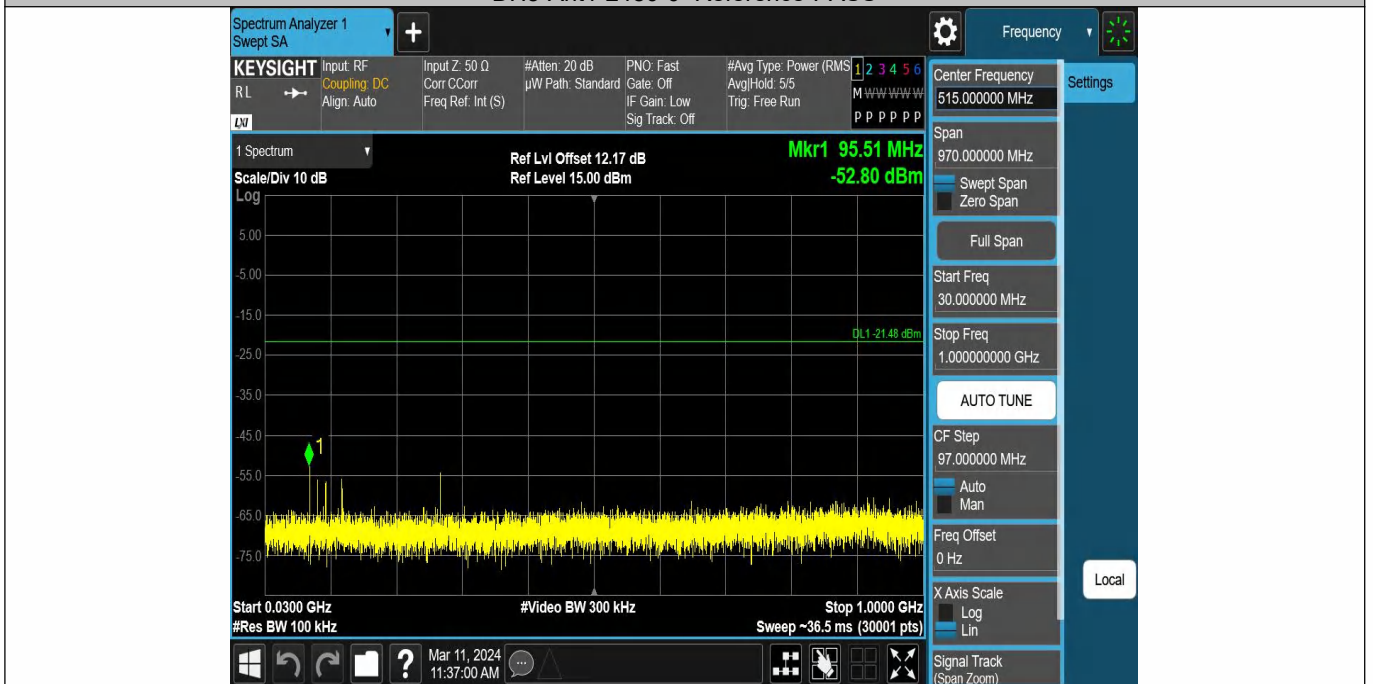 Spectrum Analyzer 1
Swept SA
+
Frequency
KEYSIGHT
RL
LXI
Input: RF
Coupling: DC
Align: Auto
Input Z: 50 Ω
Corr CCorr
Freq Ref: Int (S)
#Atten: 20 dB
µW Path: Standard
PNO: Fast
Gate: Off
IF Gain: Low
Sig Track: Off
#Avg Type: Power (RMS
Avg|Hold: 5/5
Trig: Free Run
1 2 3 4 5 6
M W W W W W
P P P P P P
1 Spectrum
Scale/Div 10 dB
Ref Lvl Offset 12.17 dB
Ref Level 15.00 dBm
Mkr1 95.51 MHz
-52.80 dBm
Log
5.00
-5.00
-15.0
DL1 -21.48 dBm
-25.0
-35.0
-45.0
1
-55.0
-65.0
-75.0
Start 0.0300 GHz
#Res BW 100 kHz
#Video BW 300 kHz
Stop 1.0000 GHz
Sweep ~36.5 ms (30001 pts)
Mar 11, 2024
11:37:00 AM
?
Center Frequency
515.000000 MHz
Settings
Span
970.000000 MHz
Swept Span
Zero Span
Full Span
Start Freq
30.000000 MHz
Stop Freq
1.000000000 GHz
AUTO TUNE
CF Step
97.000000 MHz
Auto
Man
Freq Offset
0 Hz
X Axis Scale
Log
Lin
Local
Signal Track
(Span Zoom)